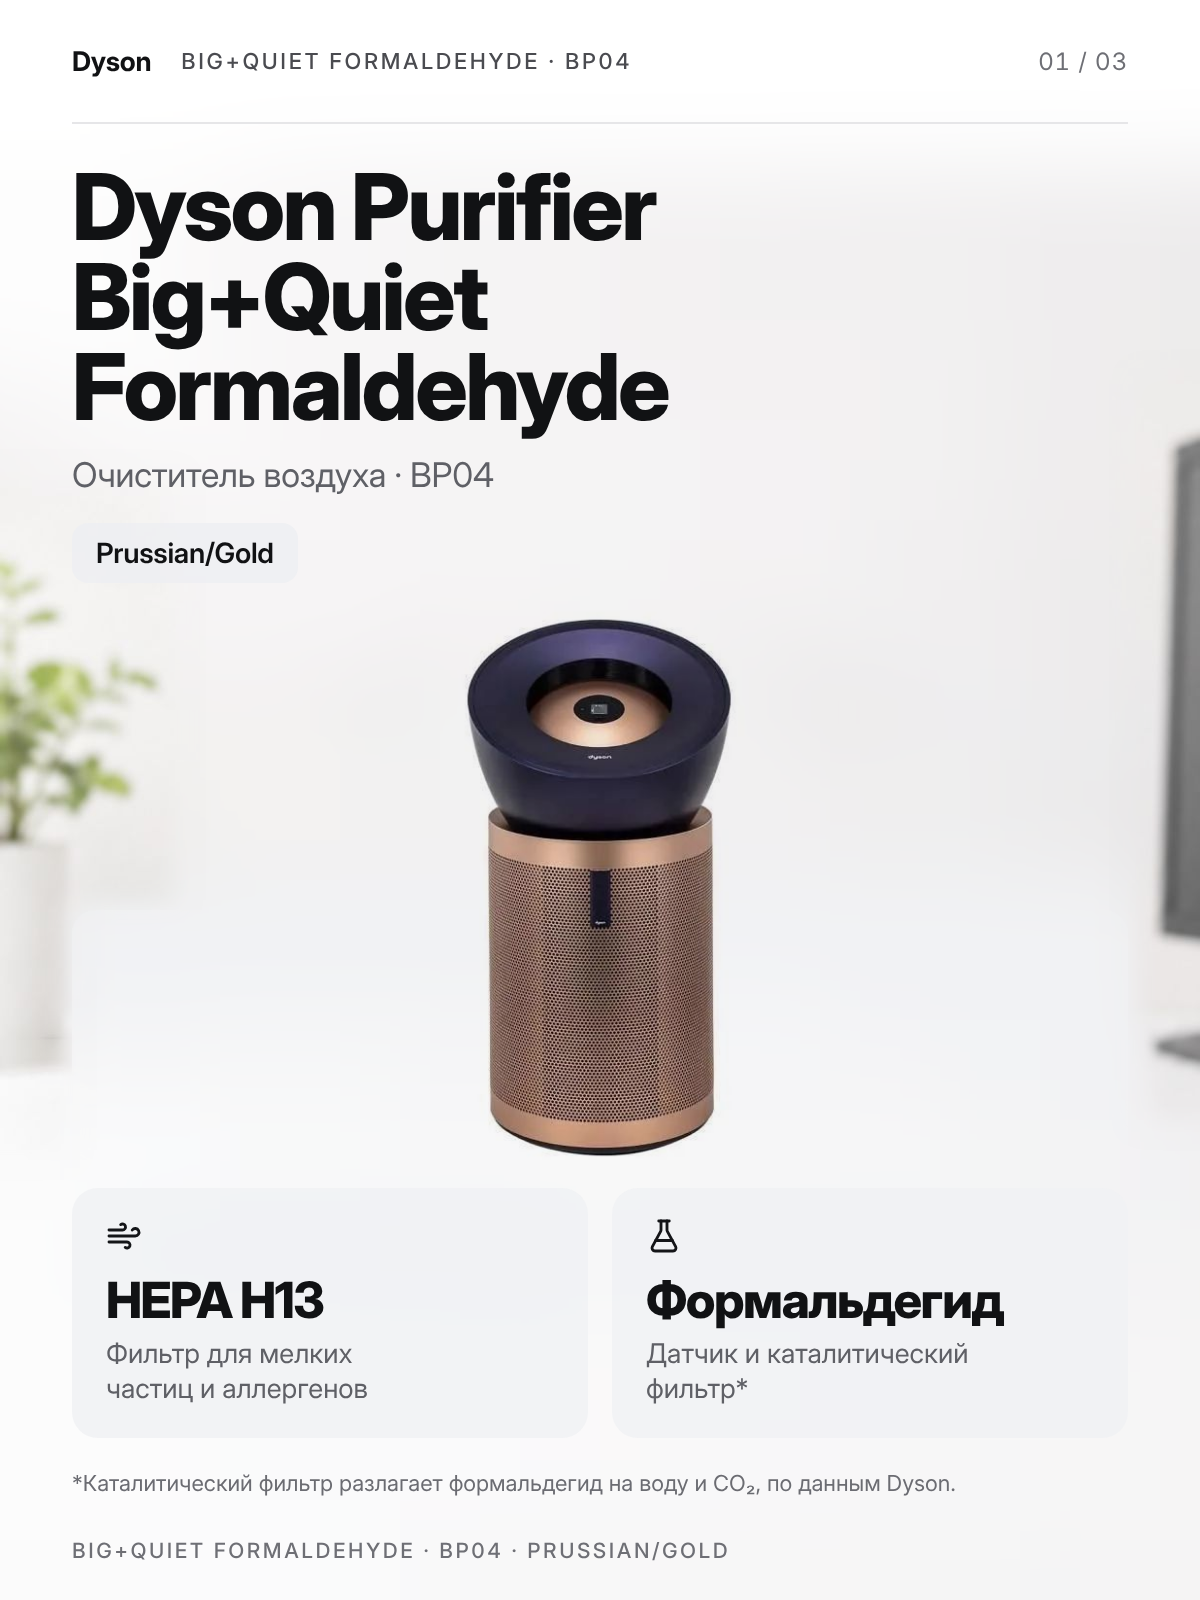 Dyson BIG+QUIET FORMALDEHYDE · BP04 01 / 03
Dyson Purifier
Big+Quiet
Formaldehyde
Очиститель воздуха · BP04
Prussian/Gold
dyson
HEPA H13
Фильтр для мелких
частиц и аллергенов
Формальдегид
Датчик и каталитический
фильтр*
*Каталитический фильтр разлагает формальдегид на воду и CO₂, по данным Dyson.
BIG+QUIET FORMALDEHYDE · BP04 · PRUSSIAN/GOLD